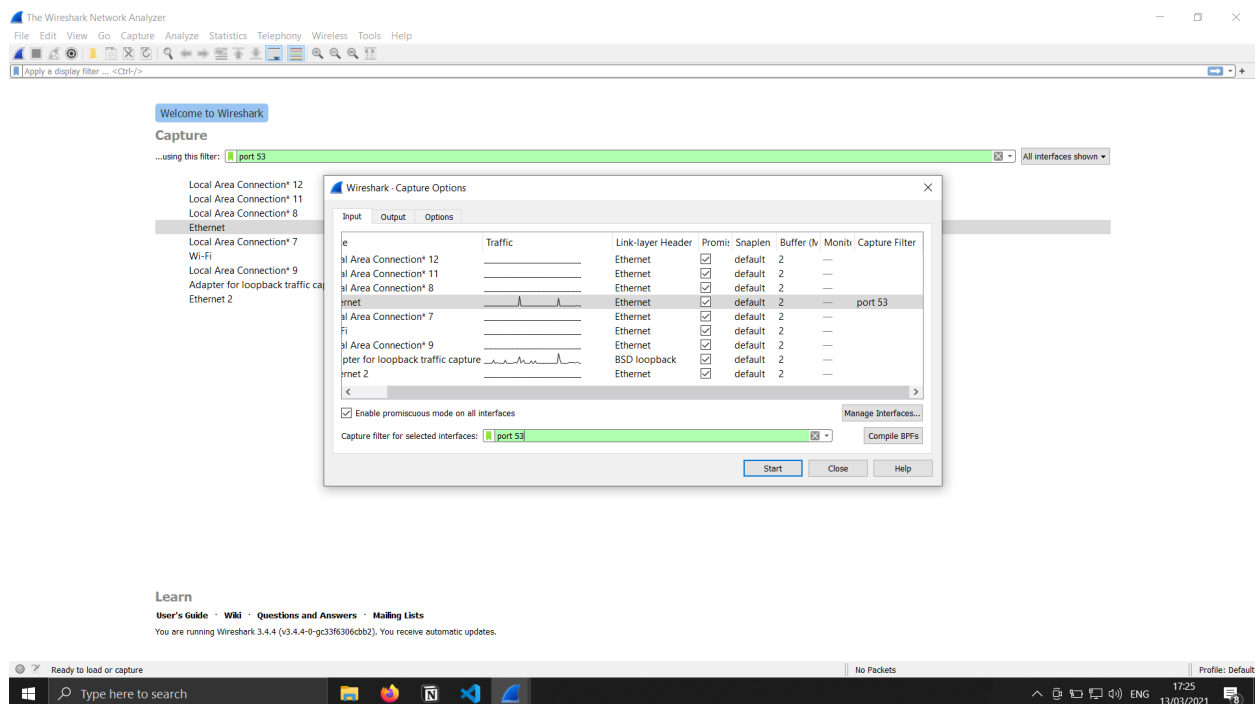 The Wireshark Network Analyzer
File Edit View Go Capture Analyze Statistics Telephony Wireless Tools Help
Apply a display filter ... <Ctrl-/>
Welcome to Wireshark
Capture
...using this filter: port 53 All interfaces shown
Local Area Connection* 12
Local Area Connection* 11
Local Area Connection* 8
Ethernet
Local Area Connection* 7
Wi-Fi
Local Area Connection* 9
Adapter for loopback traffic cap
Ethernet 2
Wireshark · Capture Options
Input Output Options
e Traffic Link-layer Header Promis Snaplen Buffer (M Monito Capture Filter
al Area Connection* 12 Ethernet default 2 —
al Area Connection* 11 Ethernet default 2 —
al Area Connection* 8 Ethernet default 2 —
ernet Ethernet default 2 — port 53
al Area Connection* 7 Ethernet default 2 —
Fi Ethernet default 2 —
al Area Connection* 9 Ethernet default 2 —
pter for loopback traffic capture BSD loopback default 2 —
ernet 2 Ethernet default 2 —
Enable promiscuous mode on all interfaces Manage Interfaces...
Capture filter for selected interfaces: port 53 Compile BPFs
Start Close Help
Learn
User's Guide · Wiki · Questions and Answers · Mailing Lists
You are running Wireshark 3.4.4 (v3.4.4-0-gc33f6306cbb2). You receive automatic updates.
Ready to load or capture No Packets Profile: Default
Type here to search ENG 17:25
13/03/2021 8